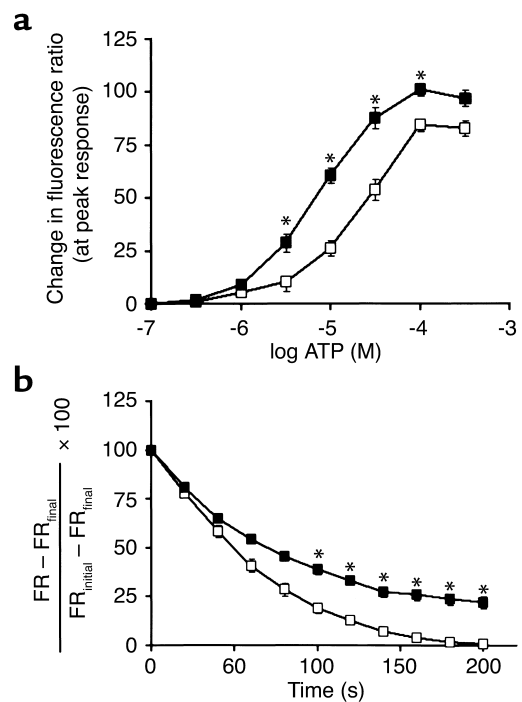 a
Change in fluorescence ratio
(at peak response)
125
100
75
50
25
0
* * * *
-7 -6 -5 -4 -3
log ATP (M)
b
FR – FRfinal
FRinitial – FRfinal
× 100
125
100
75
50
25
0
* * * * * *
0 60 100 150 200
Time (s)